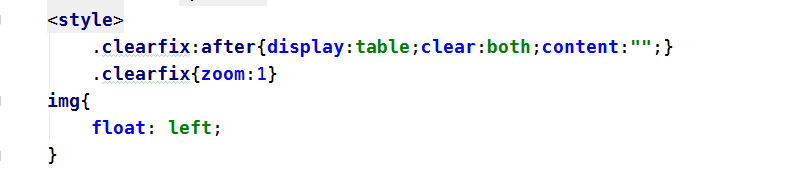 <style>
.clearfix:after{display:table;clear:both;content:"";}
.clearfix{zoom:1}
img{
float: left;
}